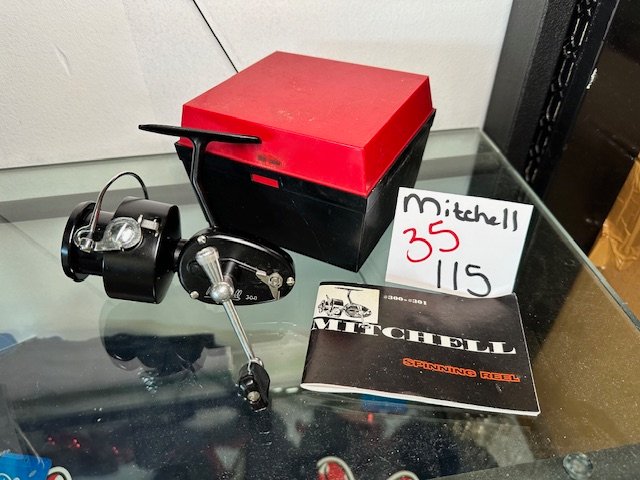 Mitchell
35
115
#300-#301
MITCHELL
SPINNING REEL
300